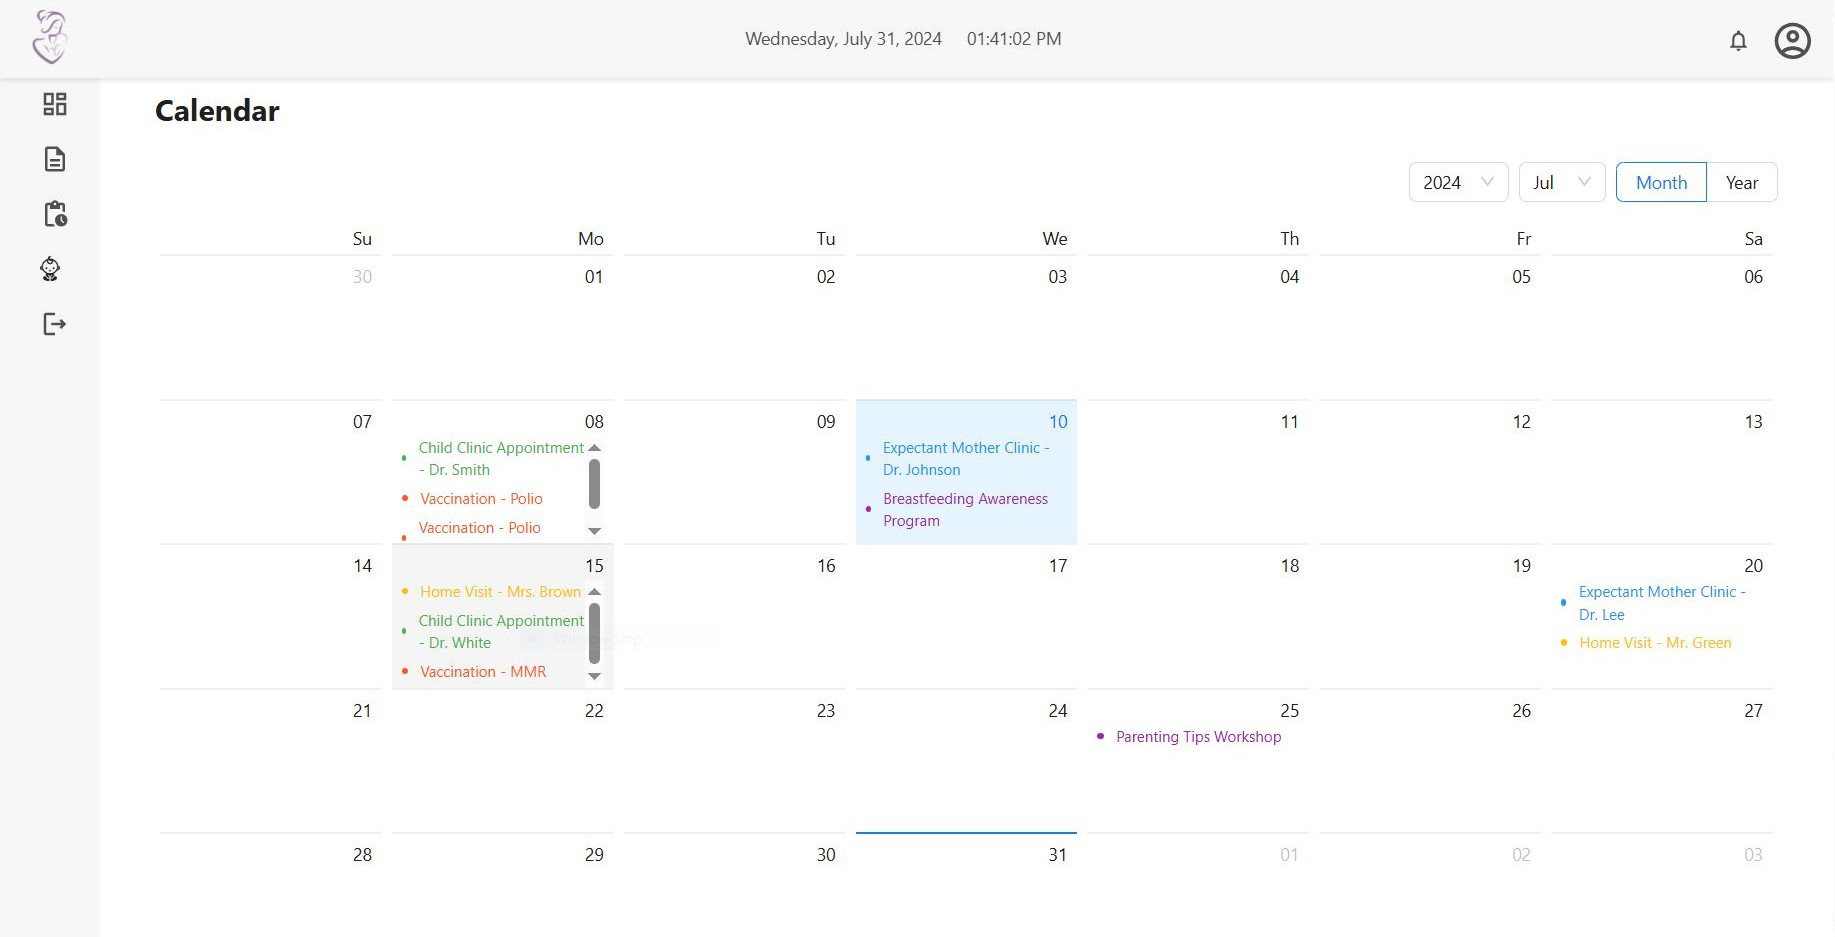 Wednesday, July 31, 2024 01:41:02 PM
Calendar
2024 Jul Month Year
Su Mo Tu We Th Fr Sa
30 01 02 03 04 05 06
07 08 09 10 11 12 13
Child Clinic Appointment
- Dr. Smith
Vaccination - Polio
Vaccination - Polio
Expectant Mother Clinic -
Dr. Johnson
Breastfeeding Awareness
Program
14 15 16 17 18 19 20
Home Visit - Mrs. Brown
Child Clinic Appointment
- Dr. White
Vaccination - MMR
Expectant Mother Clinic -
Dr. Lee
Home Visit - Mr. Green
21 22 23 24 25 26 27
Parenting Tips Workshop
28 29 30 31 01 02 03